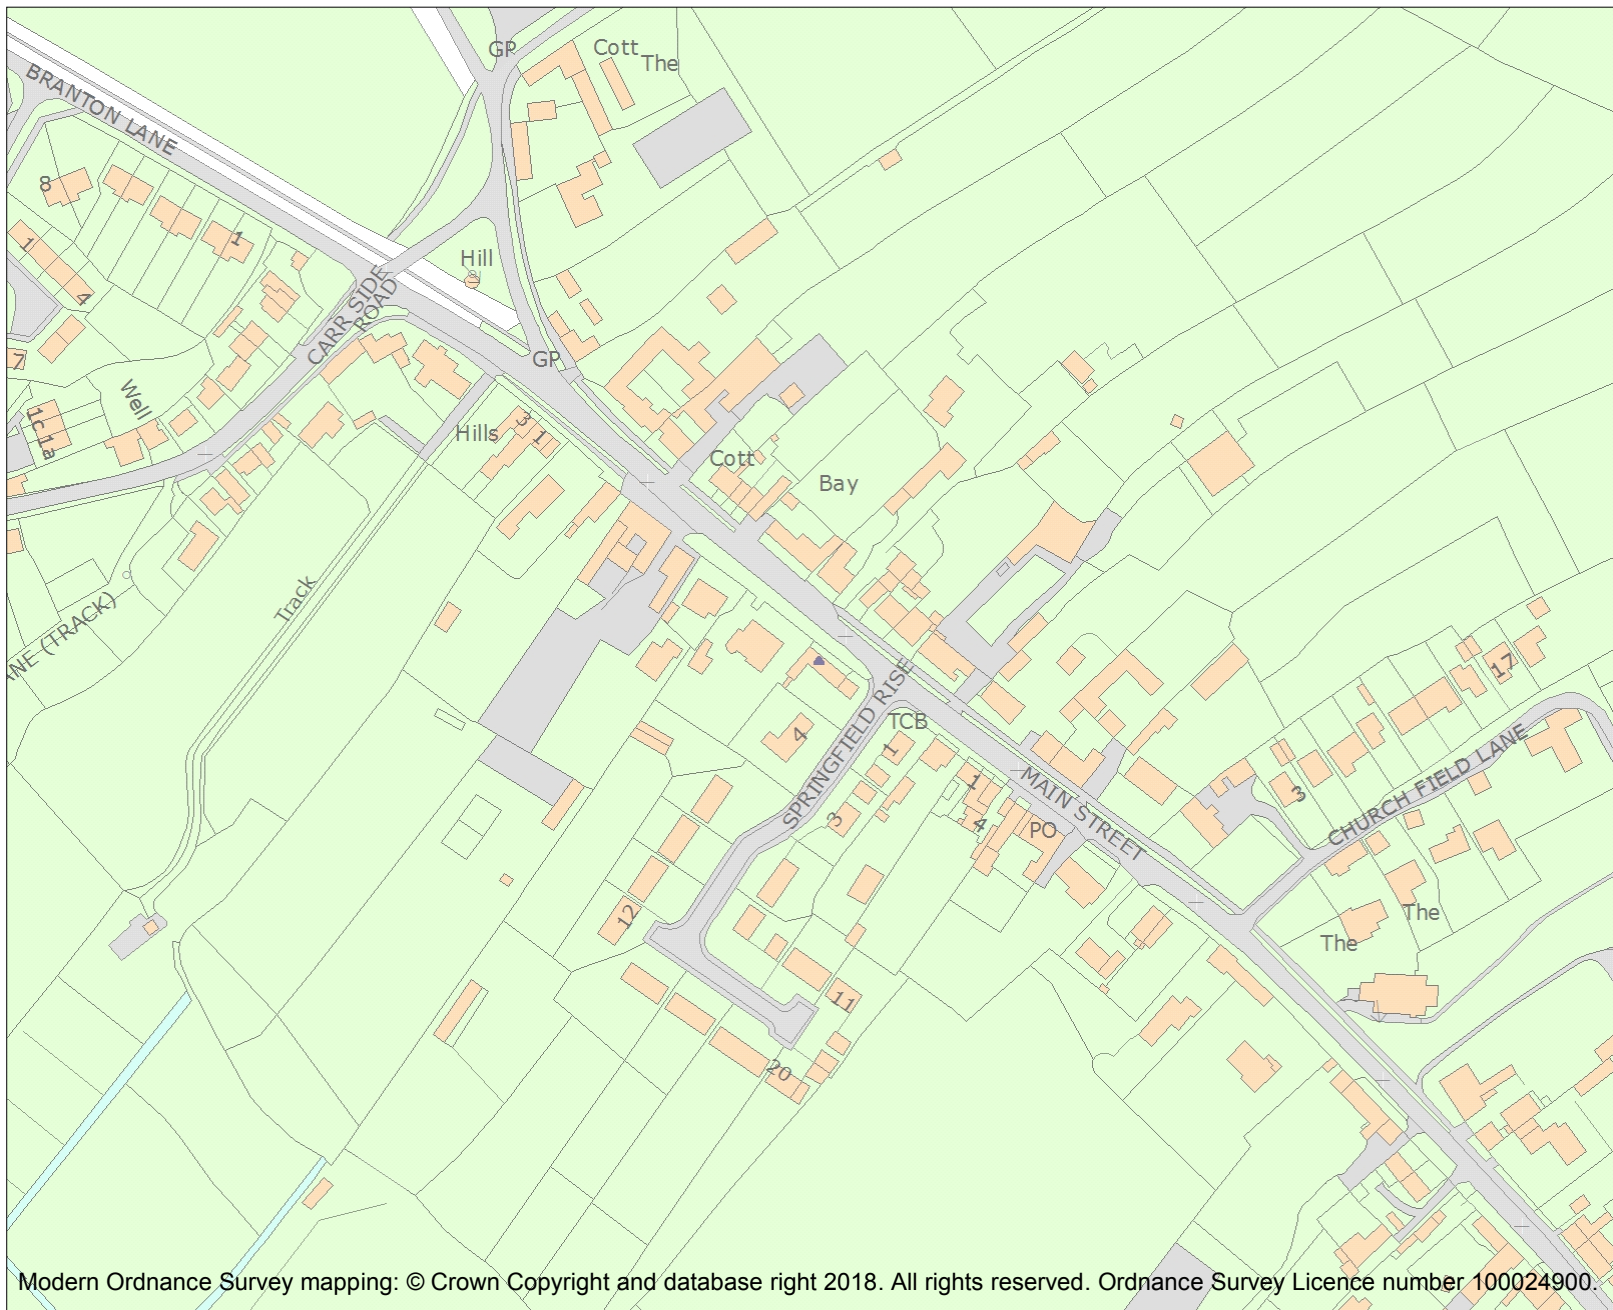 GP
Cott
The
BRANTON LANE
8
1
1
4
Hill
CARR SIDE
ROAD
GP
7
Well
1c
1a
Hills
3
1
Cott
Bay
Track
LANE (TRACK)
17
SPRINGFIELD RISE
TCB
4
1
1
3
4
MAIN STREET
PO
3
CHURCH FIELD LANE
The
The
12
11
20
Modern Ordnance Survey mapping: © Crown Copyright and database right 2018. All rights reserved. Ordnance Survey Licence number 100024900.